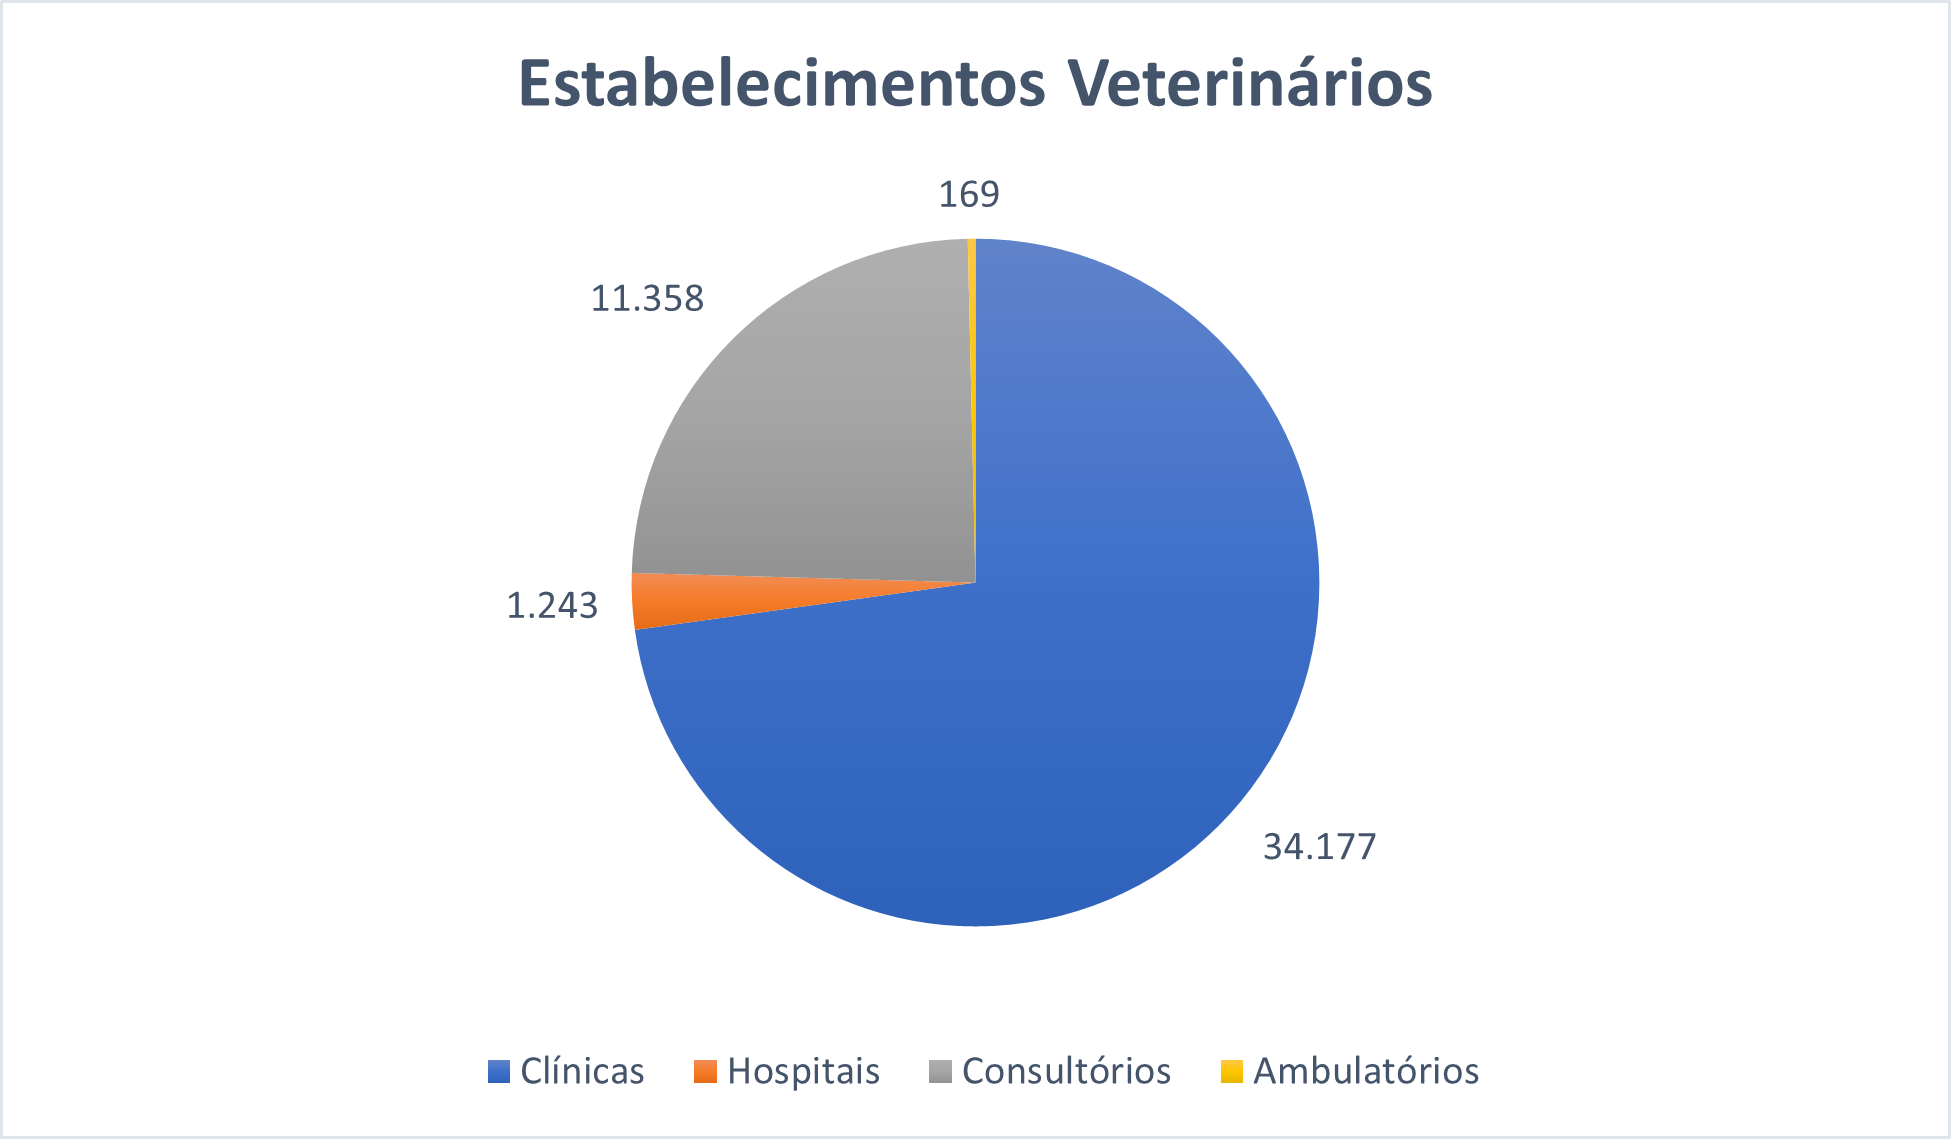 Estabelecimentos Veterinários
169
11.358
1.243
34.177
Clínicas Hospitais Consultórios Ambulatórios